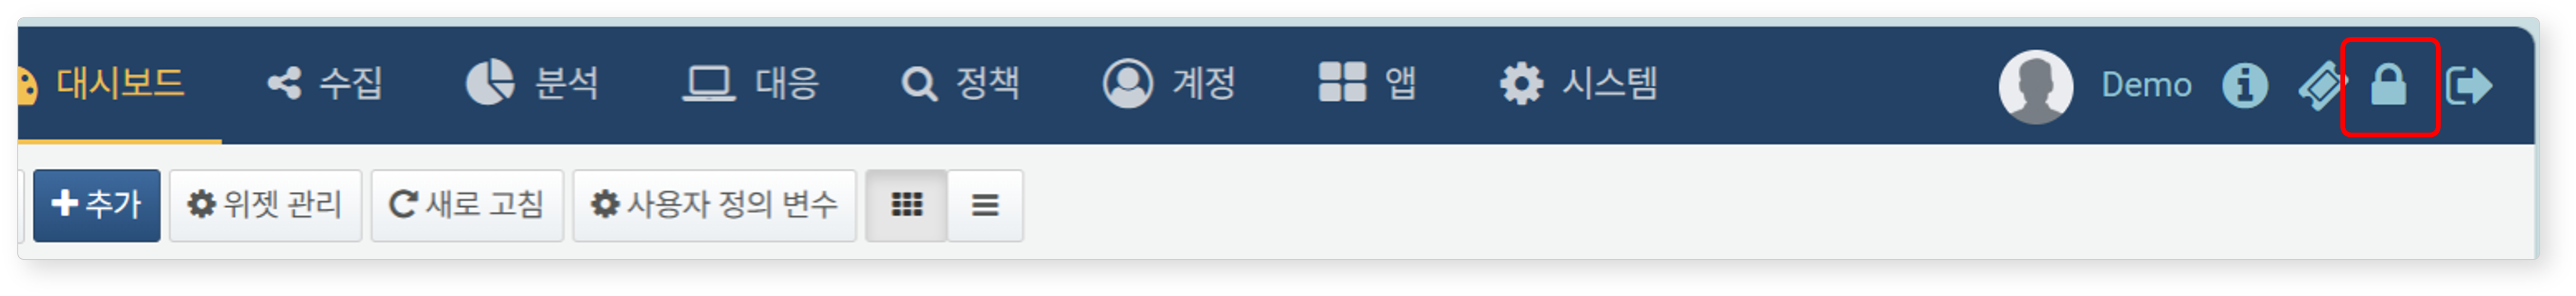 대시보드 수집 분석 대응 정책 계정 앱 시스템 Demo
추가 위젯 관리 새로 고침 사용자 정의 변수